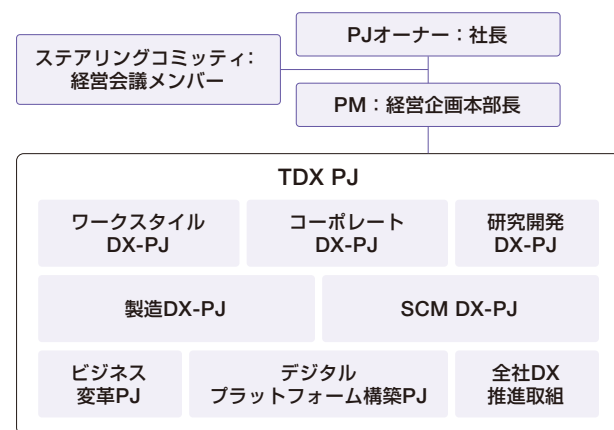 PJオーナー：社長
ステアリングコミッティ：
経営会議メンバー
PM：経営企画本部長
TDX PJ
ワークスタイル
DX-PJ
コーポレート
DX-PJ
研究開発
DX-PJ
製造DX-PJ
SCM DX-PJ
ビジネス
変革PJ
デジタル
プラットフォーム構築PJ
全社DX
推進取組